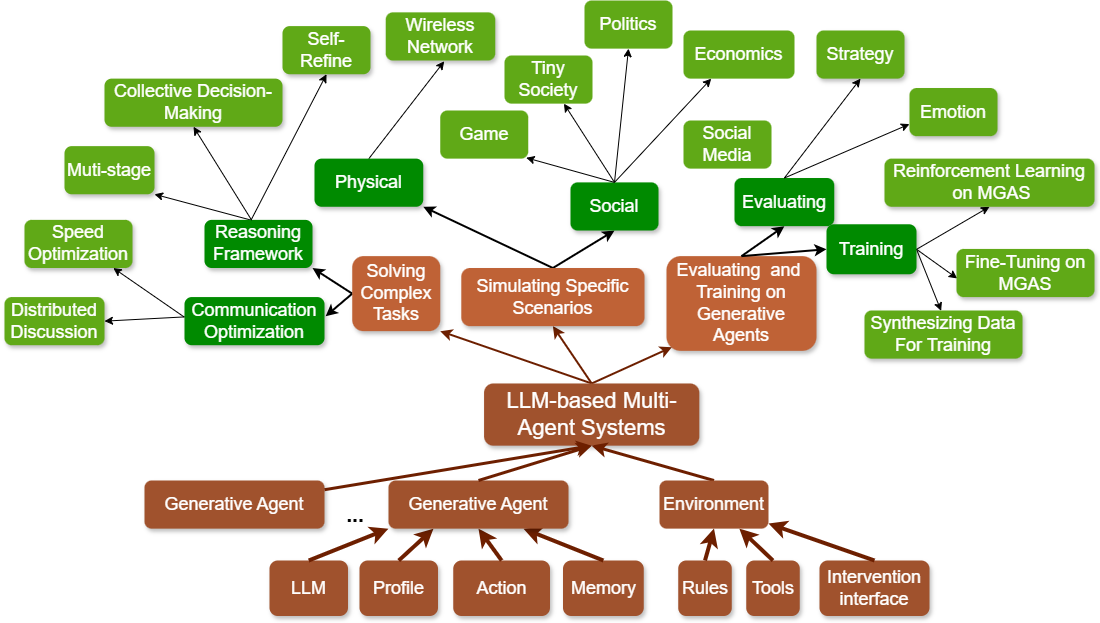 Politics
Wireless
Network
Self-
Refine
Economics
Strategy
Tiny
Society
Collective Decision-
Making
Emotion
Game
Social
Media
Muti-stage
Physical
Reinforcement Learning
on MGAS
Social
Evaluating
Speed
Optimization
Reasoning
Framework
Training
Fine-Tuning on
MGAS
Solving
Complex
Tasks
Simulating Specific
Scenarios
Evaluating and
Training on
Generative
Agents
Distributed
Discussion
Communication
Optimization
Synthesizing Data
For Training
LLM-based Multi-
Agent Systems
Generative Agent
...
Generative Agent
Environment
LLM
Profile
Action
Memory
Rules
Tools
Intervention
interface